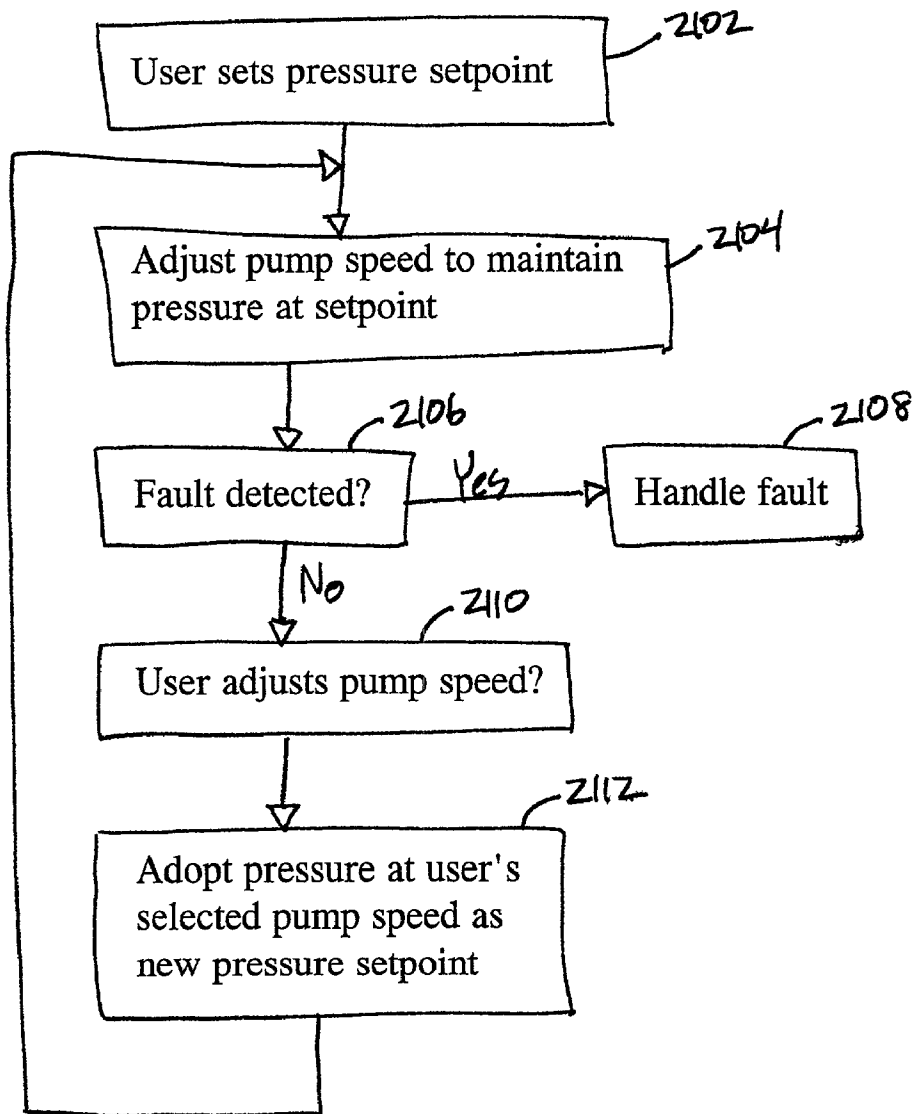 2102
User sets pressure setpoint
2104
Adjust pump speed to maintain
pressure at setpoint
2106
2108
Fault detected?
Yes
Handle fault
No
2110
User adjusts pump speed?
2112
Adopt pressure at user's
selected pump speed as
new pressure setpoint